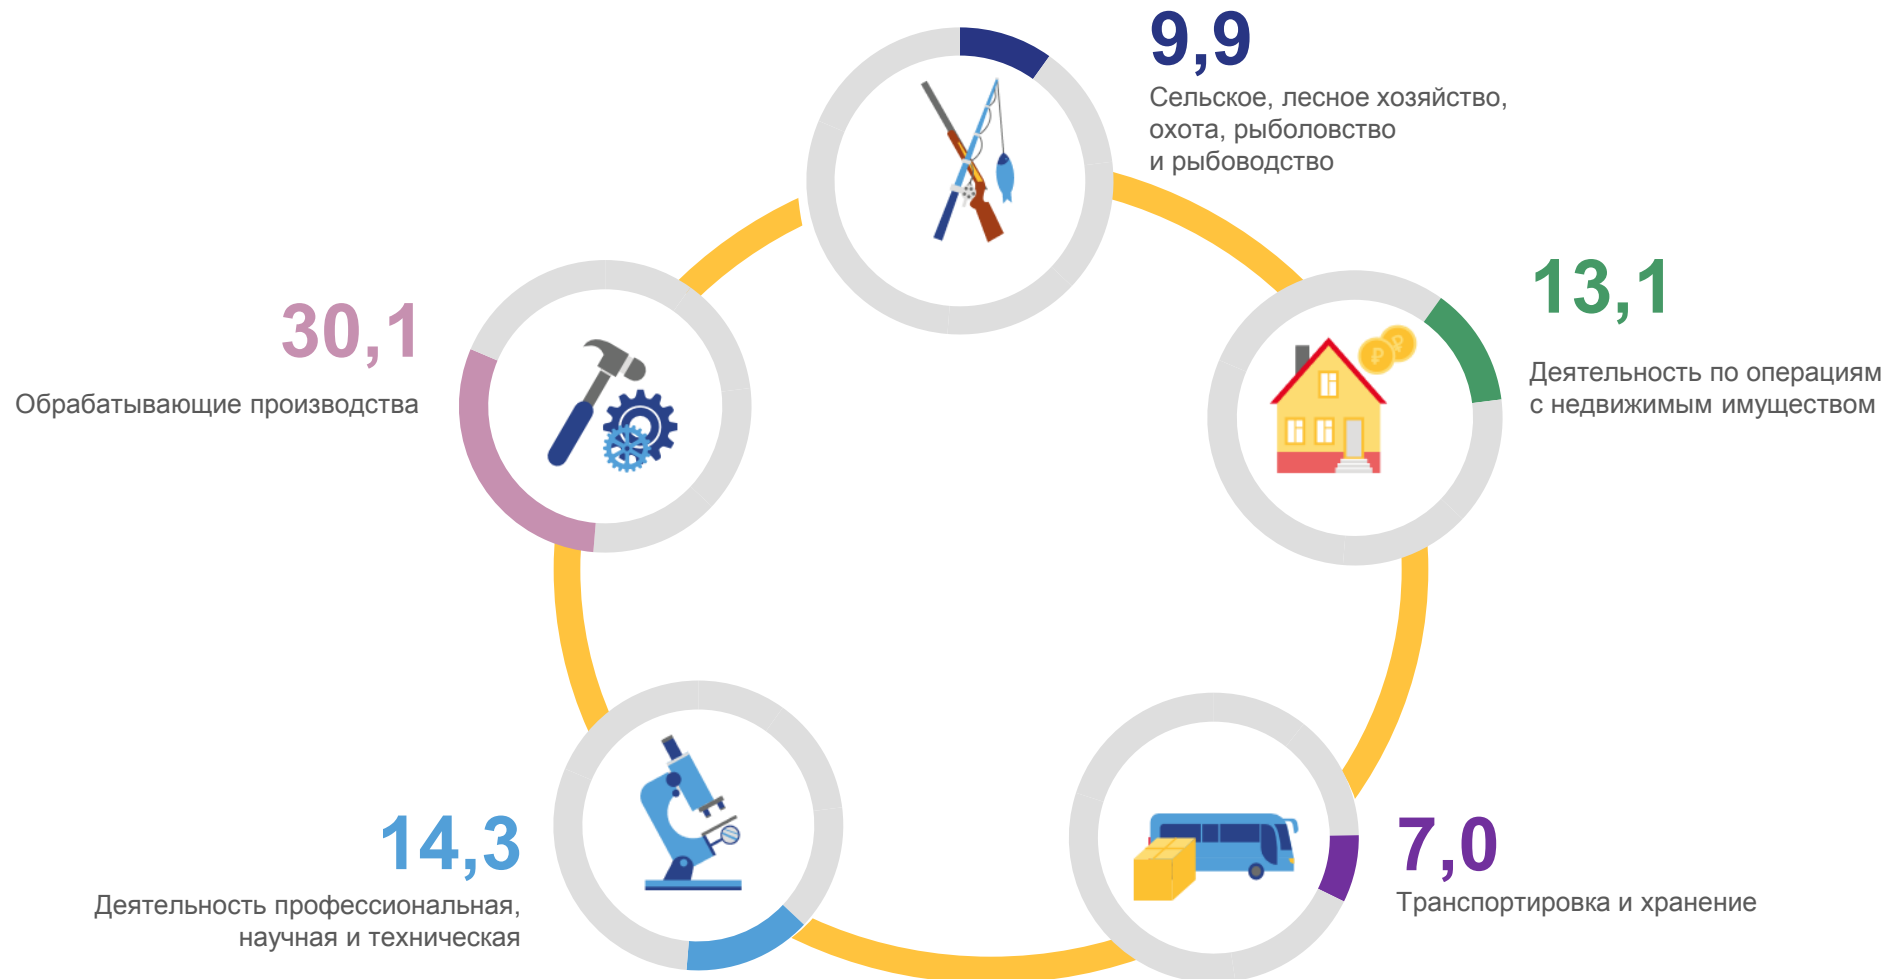 9,9
Сельское, лесное хозяйство,
охота, рыболовство
и рыбоводство
13,1
Деятельность по операциям
с недвижимым имуществом
30,1
Обрабатывающие производства
14,3
Деятельность профессиональная,
научная и техническая
7,0
Транспортировка и хранение